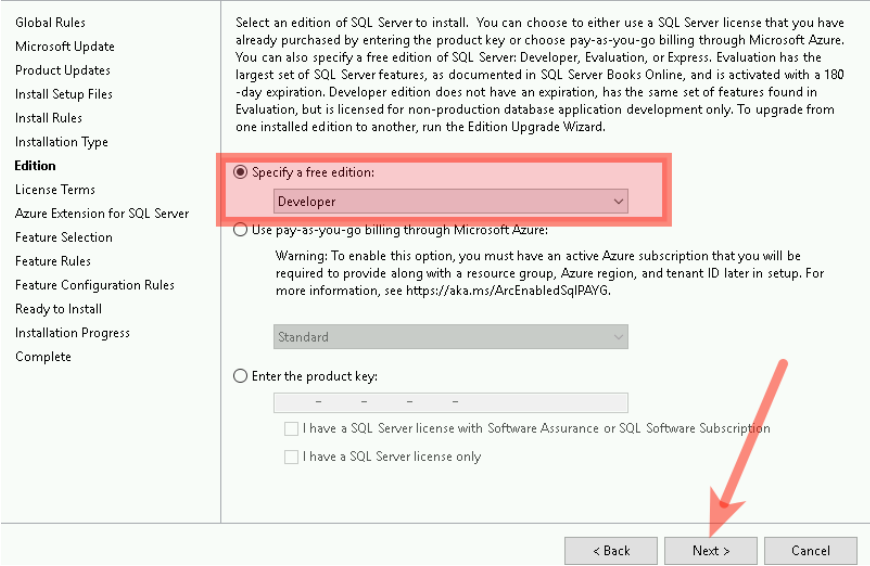 Global Rules
Microsoft Update
Product Updates
Install Setup Files
Install Rules
Installation Type
Edition
License Terms
Azure Extension for SQL Server
Feature Selection
Feature Rules
Feature Configuration Rules
Ready to Install
Installation Progress
Complete
Select an edition of SQL Server to install. You can choose to either use a SQL Server license that you have
already purchased by entering the product key or choose pay-as-you-go billing through Microsoft Azure.
You can also specify a free edition of SQL Server: Developer, Evaluation, or Express. Evaluation has the
largest set of SQL Server features, as documented in SQL Server Books Online, and is activated with a 180
-day expiration. Developer edition does not have an expiration, has the same set of features found in
Evaluation, but is licensed for non-production database application development only. To upgrade from
one installed edition to another, run the Edition Upgrade Wizard.
Specify a free edition:
Developer
Use pay-as-you-go billing through Microsoft Azure:
Warning: To enable this option, you must have an active Azure subscription that you will be
required to provide along with a resource group, Azure region, and tenant ID later in setup. For
more information, see https://aka.ms/ArcEnabledSqlPAYG.
Standard
Enter the product key:
- - - -
I have a SQL Server license with Software Assurance or SQL Software Subscription
I have a SQL Server license only
< Back
Next >
Cancel